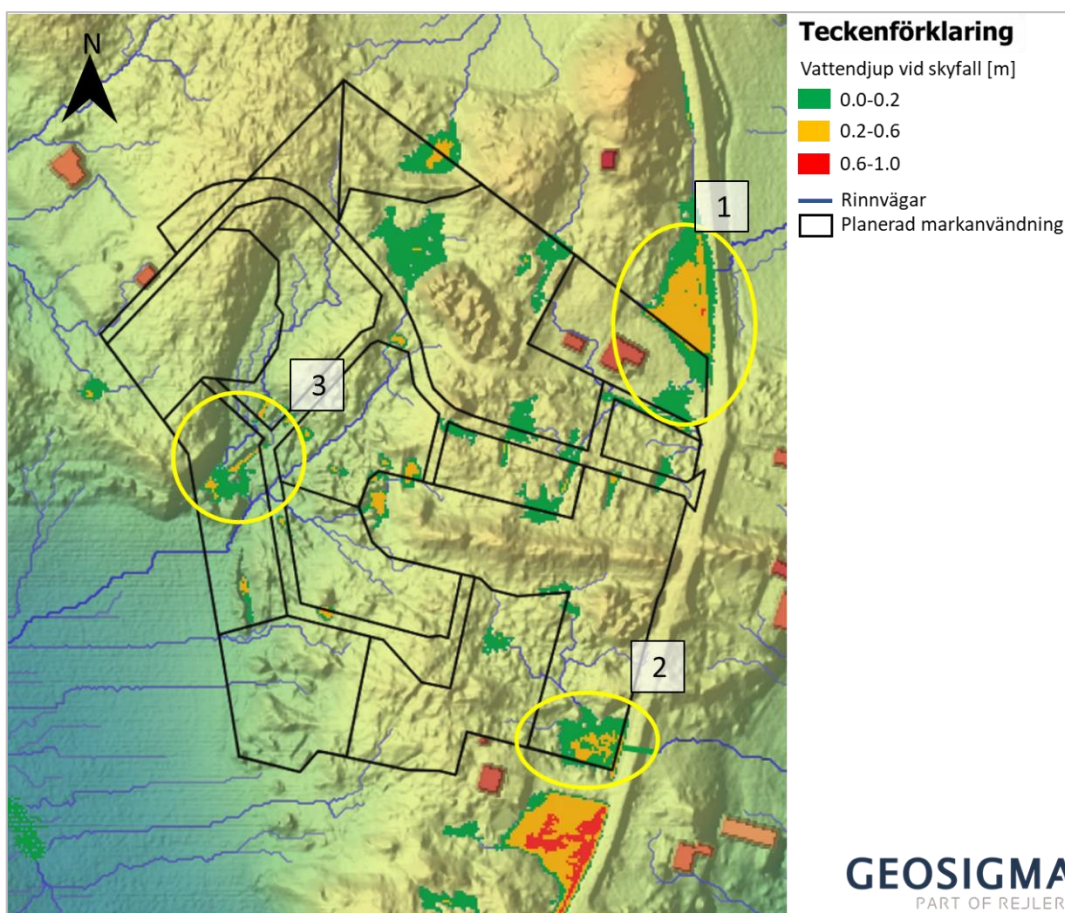 N
1
2
3
Teckenförklaring
Vattendjup vid skyfall [m]
0.0-0.2
0.2-0.6
0.6-1.0
Rinnvägar
Planerad markanvändning
GEOSIGMA
PART OF REJLER